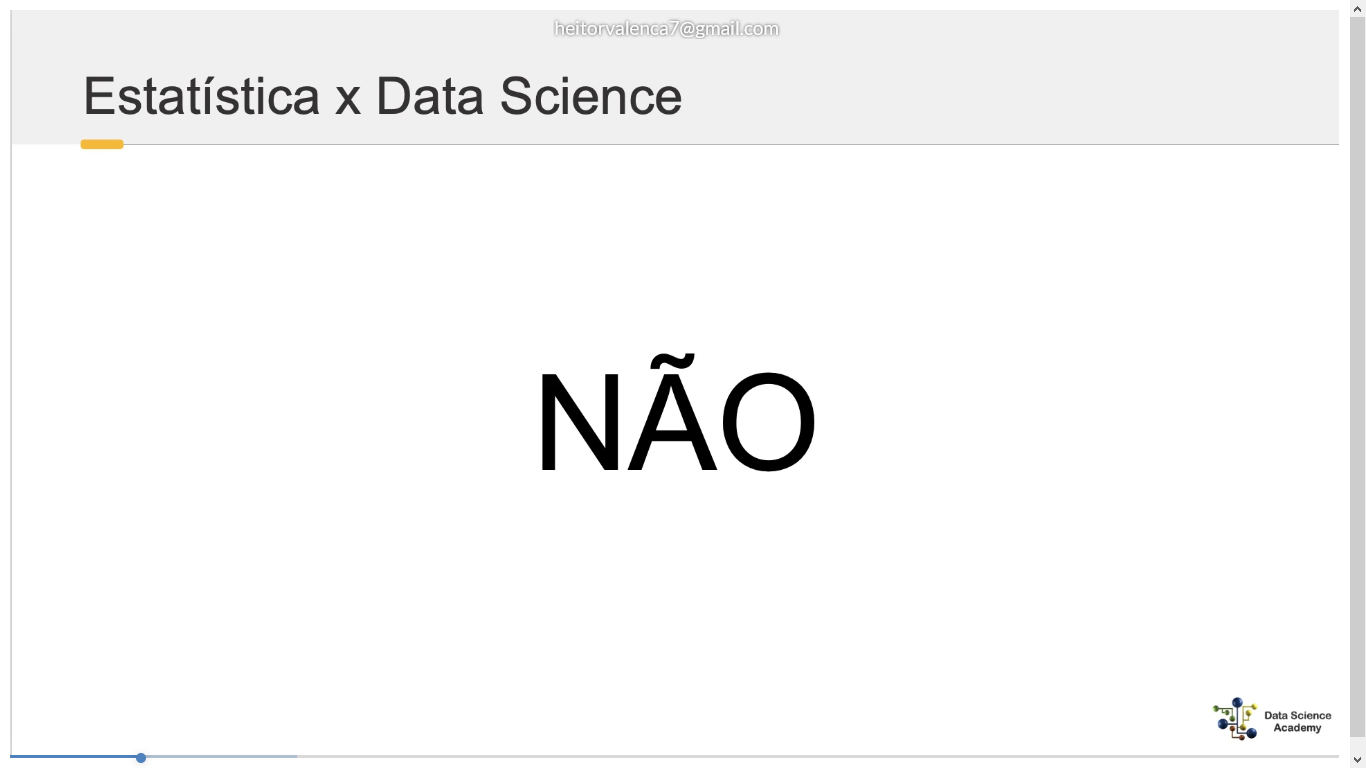 heitorvalenca7@gmail.com
Estatística x Data Science
NÃO
Data Science
Academy